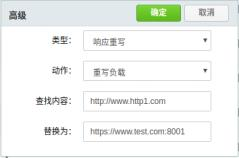 高级 确定 取消
类型： 响应重写
动作： 重写负载
查找内容： http://www.http1.com
替换为： https://www.test.com:8001